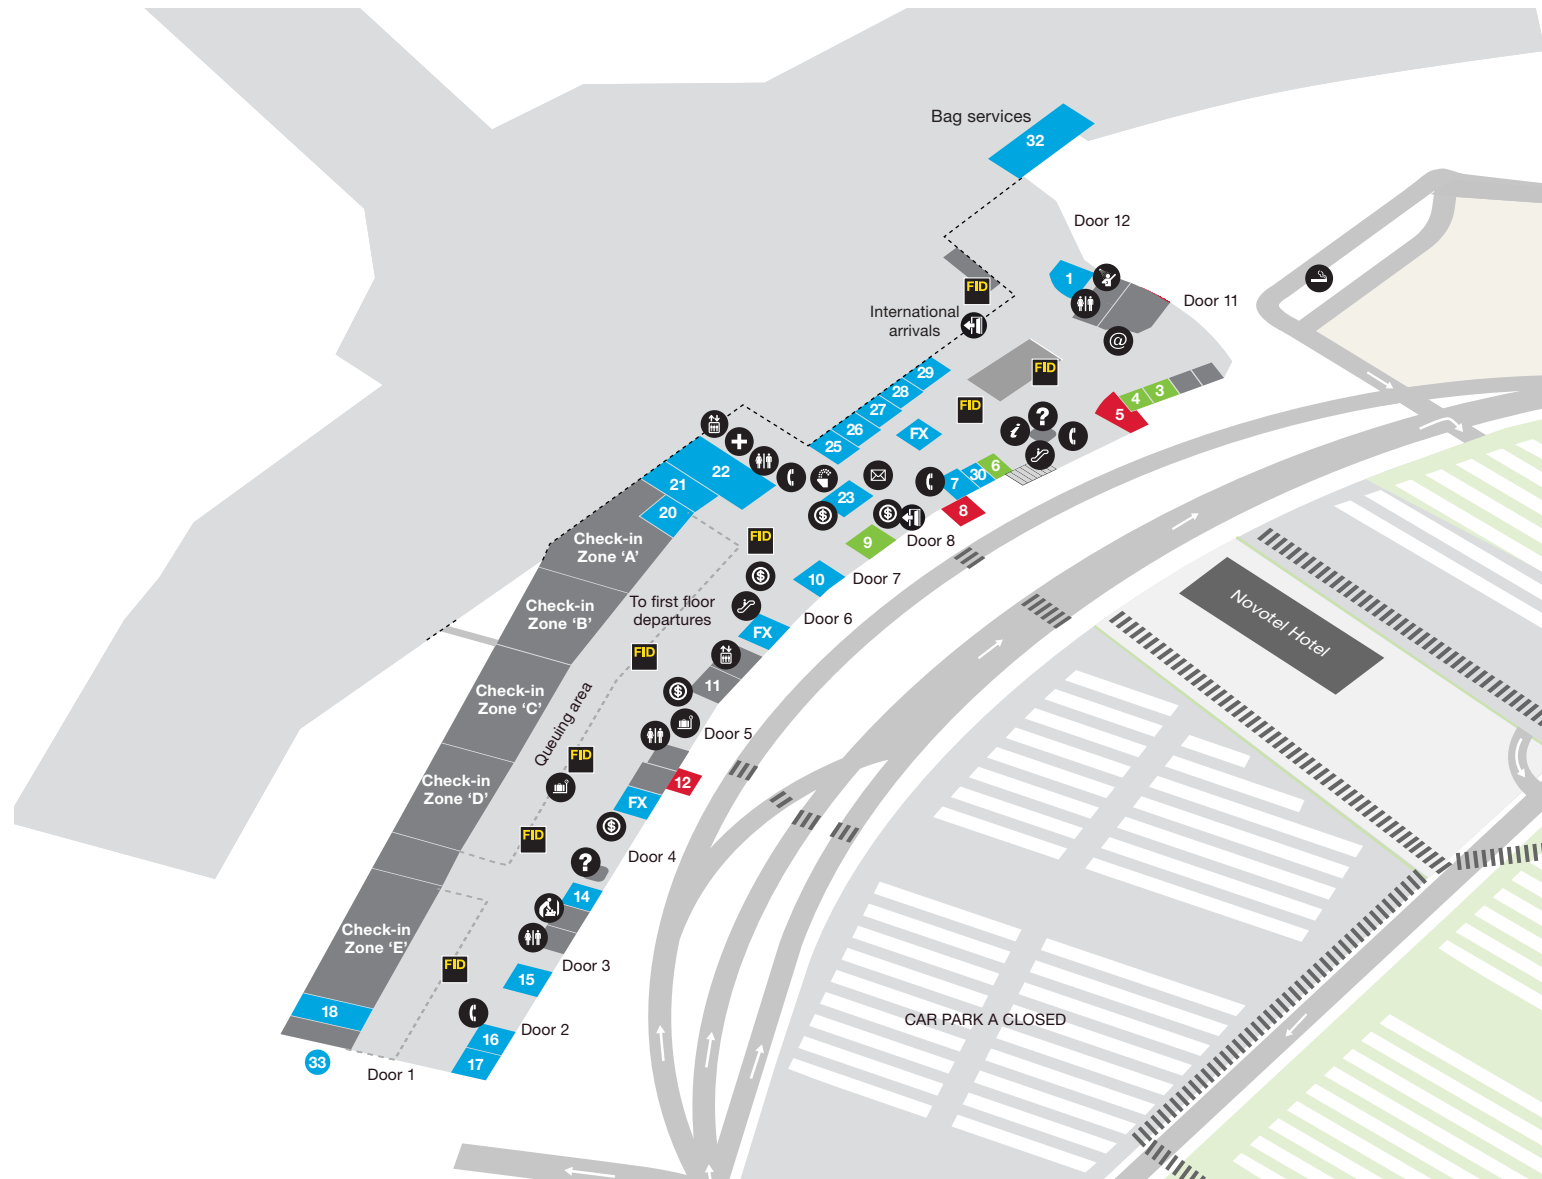 Bag services
32
Door 12
1
Door 11
FID
International
arrivals
@
29
28
27
26
25
FID
FID
FX
?
i
3
4
5
22
21
20
23
7
30
6
8
$
$
Door 8
9
Check-in
Zone ‘A’
FID
$
10
Door 7
Check-in
Zone ‘B’
To first floor
departures
FX
Door 6
FID
11
$
Check-in
Zone ‘C’
Queuing area
Door 5
FID
12
FX
Check-in
Zone ‘D’
$
FID
Door 4
?
14
Check-in
Zone ‘E’
FID
Door 3
15
18
Door 2
16
17
33
Door 1
Novotel Hotel
CAR PARK A CLOSED